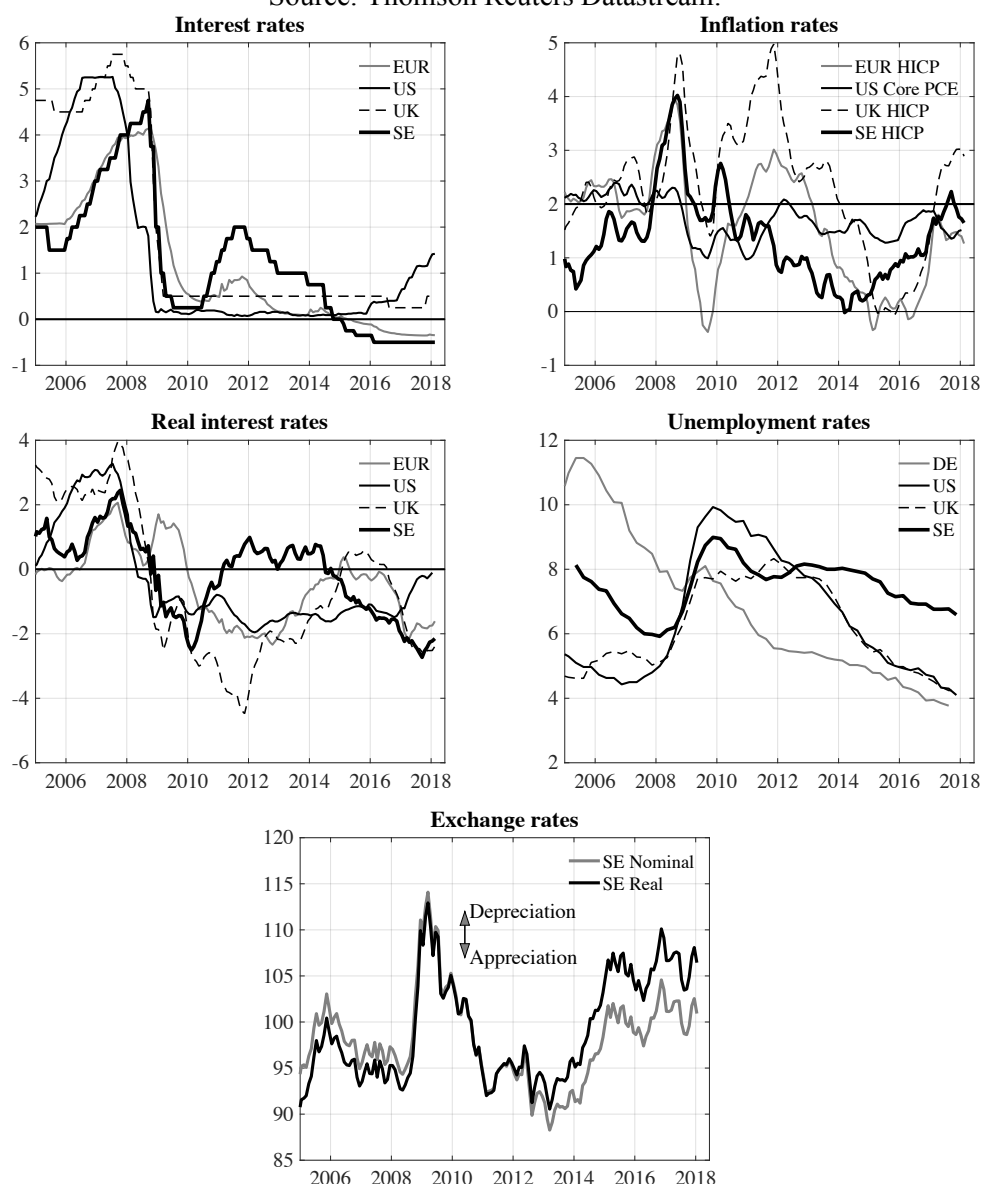 Source: Thomson Reuters Datastream.
Interest rates
6
5
4
3
2
1
0
-1
2006 2008 2010 2012 2014 2016 2018
EUR
US
UK
SE
Inflation rates
5
4
3
2
1
0
-1
2006 2008 2010 2012 2014 2016 2018
EUR HICP
US Core PCE
UK HICP
SE HICP
Real interest rates
4
2
0
-2
-4
-6
2006 2008 2010 2012 2014 2016 2018
EUR
US
UK
SE
Unemployment rates
12
10
8
6
4
2
2006 2008 2010 2012 2014 2016 2018
DE
US
UK
SE
Exchange rates
120
115
110
105
100
95
90
85
2006 2008 2010 2012 2014 2016 2018
SE Nominal
SE Real
Depreciation
Appreciation